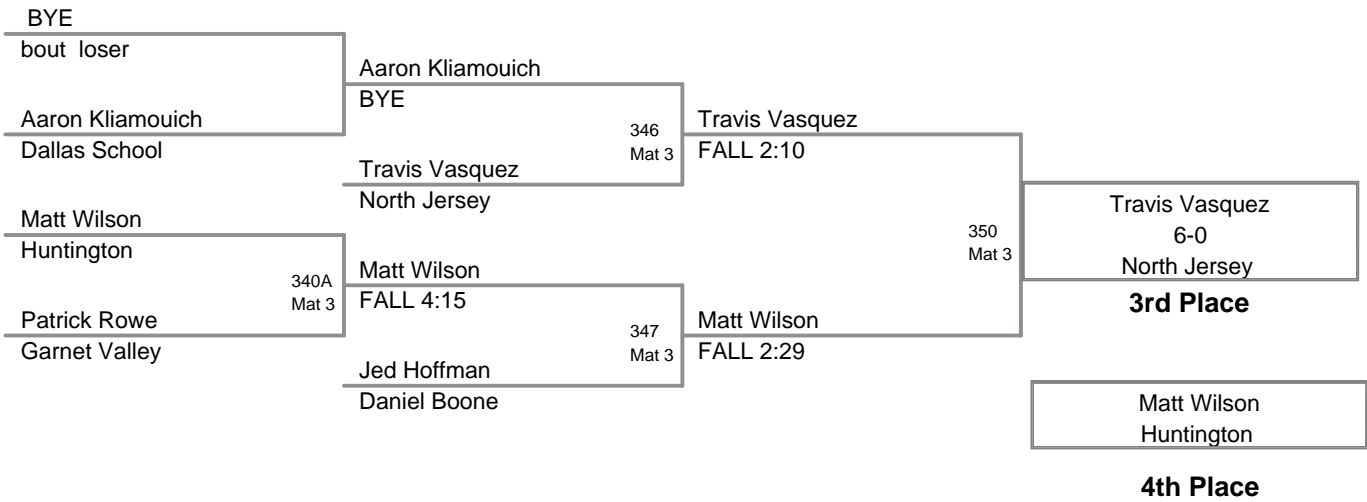 BYE
bout loser
Aaron Kliamouich
BYE
Aaron Kliamouich
Dallas School
346
Mat 3
Travis Vasquez
FALL 2:10
Travis Vasquez
North Jersey
Matt Wilson
Huntington
340A
Mat 3
Matt Wilson
FALL 4:15
Patrick Rowe
Garnet Valley
347
Mat 3
Matt Wilson
FALL 2:29
Jed Hoffman
Daniel Boone
350
Mat 3
Travis Vasquez
6-0
North Jersey
3rd Place
Matt Wilson
Huntington
4th Place